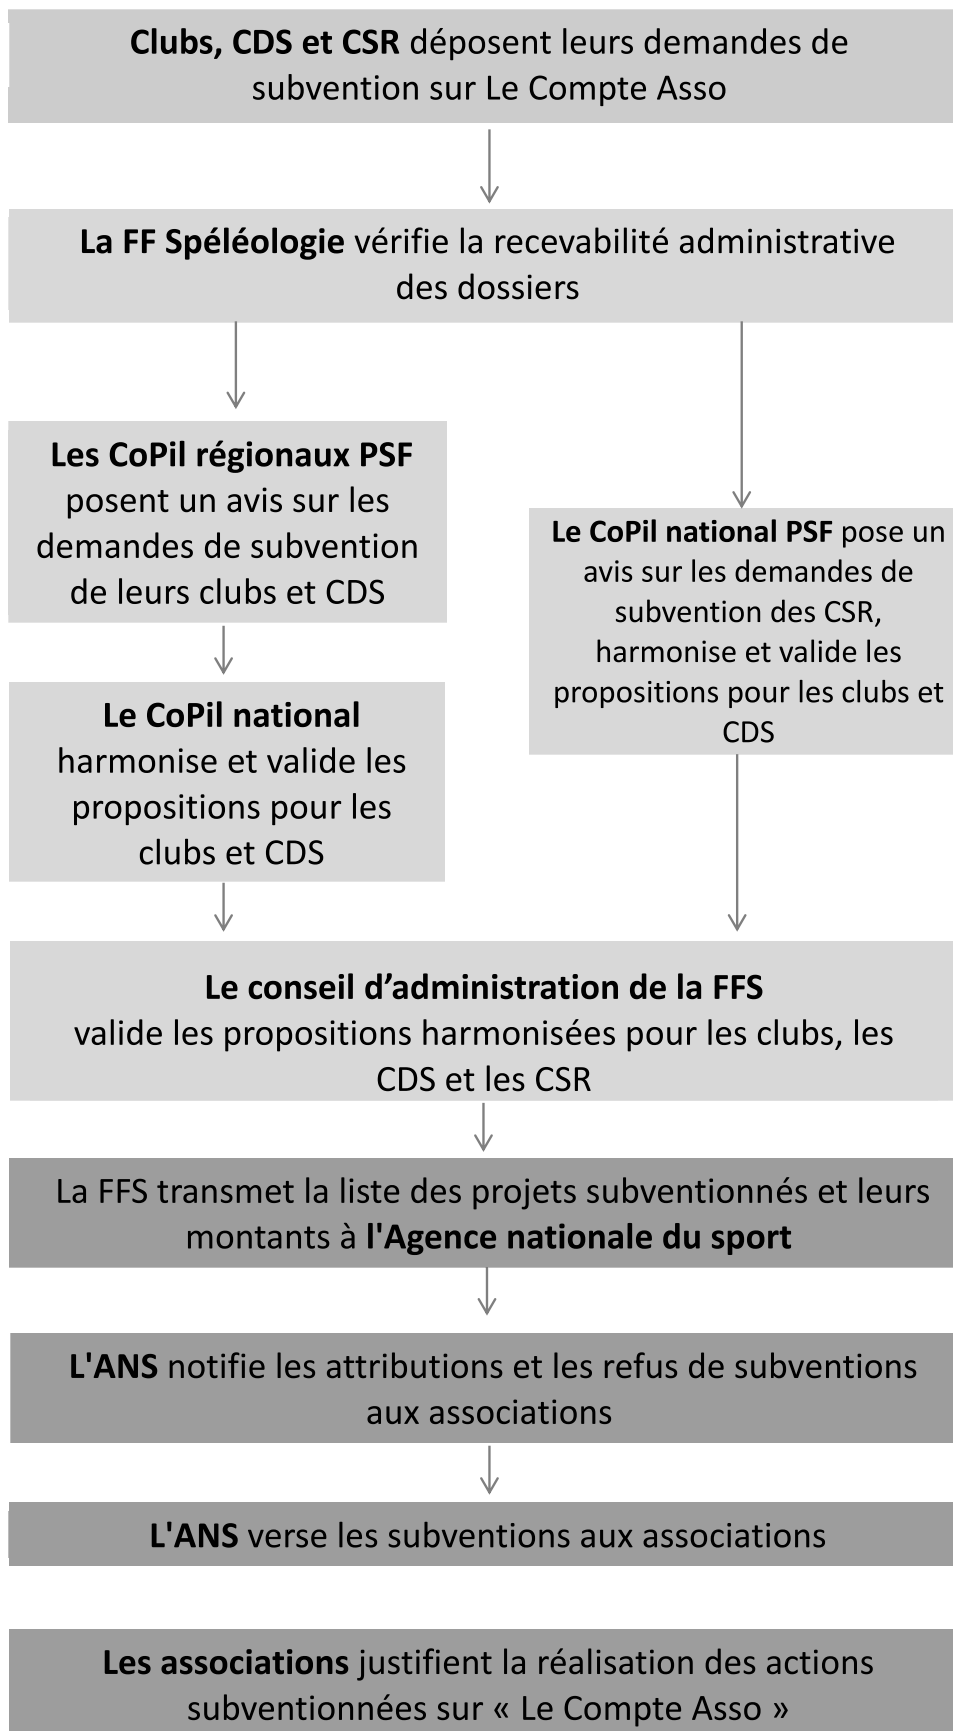 Clubs, CDS et CSR déposent leurs demandes de
subvention sur Le Compte Asso
La FF Spéléologie vérifie la recevabilité administrative
des dossiers
Les CoPil régionaux PSF
posent un avis sur les
demandes de subvention
de leurs clubs et CDS
Le CoPil national
harmonise et valide les
propositions pour les
clubs et CDS
Le CoPil national PSF pose un
avis sur les demandes de
subvention des CSR,
harmonise et valide les
propositions pour les clubs et
CDS
Le conseil d’administration de la FFS
valide les propositions harmonisées pour les clubs, les
CDS et les CSR
La FFS transmet la liste des projets subventionnés et leurs
montants à l'Agence nationale du sport
L'ANS notifie les attributions et les refus de subventions
aux associations
L'ANS verse les subventions aux associations
Les associations justifient la réalisation des actions
subventionnées sur « Le Compte Asso »